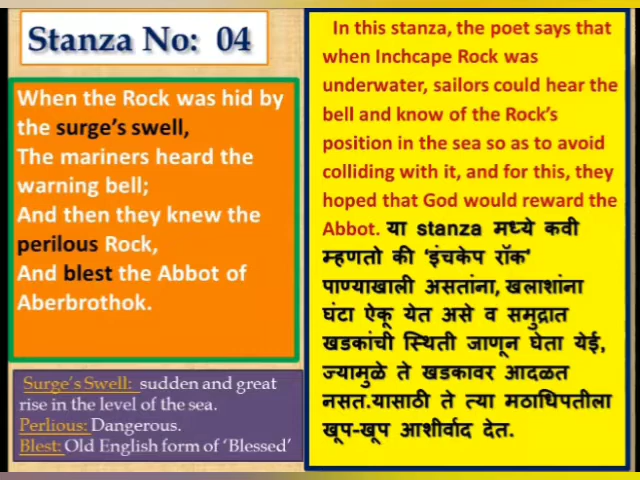 Stanza No: 04
When the Rock was hid by
the surge's swell,
The mariners heard the
warning bell;
And then they knew the
perilous Rock,
And blest the Abbot of
Aberbrothok.
Surge's Swell: sudden and great
rise in the level of the sea.
Perlious: Dangerous.
Blest: Old English form of 'Blessed'
In this stanza, the poet says that
when Inchcape Rock was
underwater, sailors could hear the
bell and know of the Rock's
position in the sea so as to avoid
colliding with it, and for this, they
hoped that God would reward the
Abbot. या stanza मध्ये कवी
म्हणतो की 'इंचकेप रॉक'
पाण्याखाली असतांना, खलाशांना
घंटा ऐकू येत असे व समुद्रात
खडकांची स्थिती जाणून घेता येई,
ज्यामुळे ते खडकावर आदळत
नसत.यासाठी ते त्या मठाधिपतीला
खूप-खूप आशीर्वाद देत.